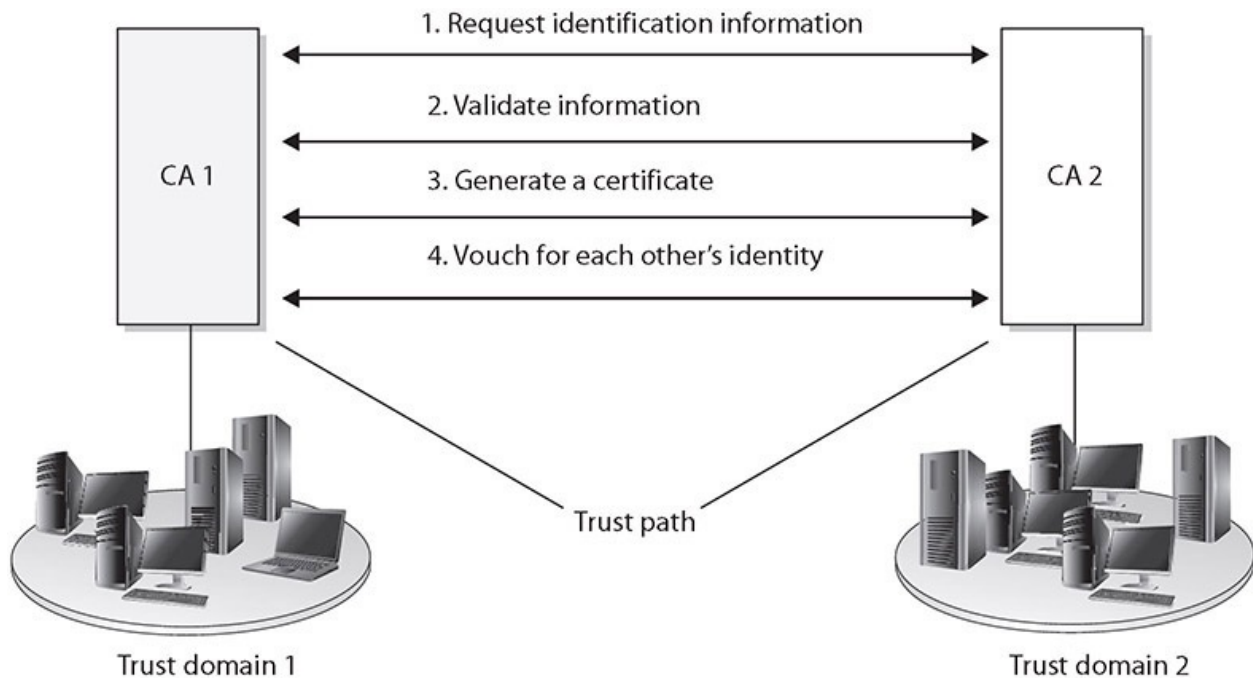 1. Request identification information
2. Validate information
3. Generate a certificate
4. Vouch for each other’s identity
CA 1
CA 2
Trust path
Trust domain 1
Trust domain 2